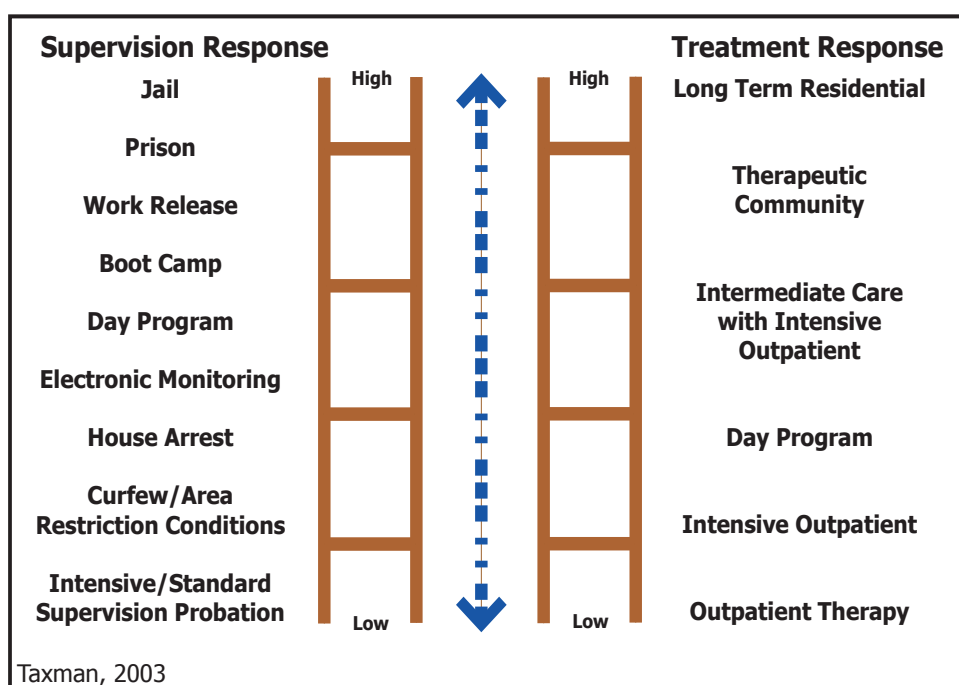 Supervision Response
Jail
Prison
Work Release
Boot Camp
Day Program
Electronic Monitoring
House Arrest
Curfew/Area
Restriction Conditions
Intensive/Standard
Supervision Probation
High
Low
High
Low
Treatment Response
Long Term Residential
Therapeutic
Community
Intermediate Care
with Intensive
Outpatient
Day Program
Intensive Outpatient
Outpatient Therapy
Taxman, 2003